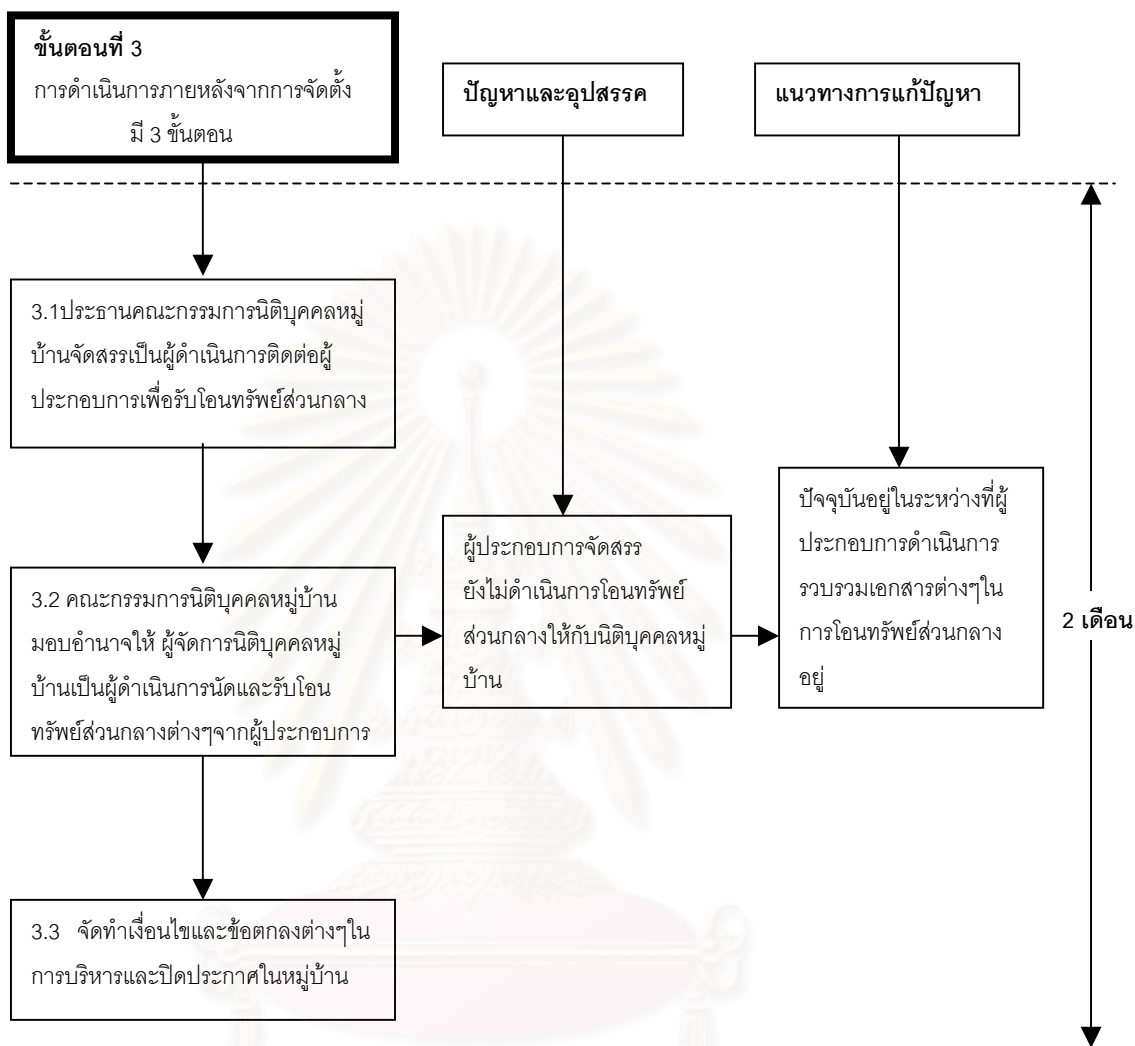 ขั้นตอนที่ 3
การดำเนินการภายหลังจากการจัดตั้ง
มี 3 ขั้นตอน
ปัญหาและอุปสรรค
แนวทางการแก้ปัญหา
3.1ประธานคณะกรรมการนิติบุคคลหมู่
บ้านจัดสรรเป็นผู้ดำเนินการติดต่อผู้
ประกอบการเพื่อรับโอนทรัพย์ส่วนกลาง
3.2 คณะกรรมการนิติบุคคลหมู่บ้าน
มอบอำนาจให้ ผู้จัดการนิติบุคคลหมู่
บ้านเป็นผู้ดำเนินการนัดและรับโอน
ทรัพย์ส่วนกลางต่างๆจากผู้ประกอบการ
ผู้ประกอบการจัดสรร
ยังไม่ดำเนินการโอนทรัพย์
ส่วนกลางให้กับนิติบุคคลหมู่
บ้าน
ปัจจุบันอยู่ในระหว่างที่ผู้
ประกอบการดำเนินการ
รวบรวมเอกสารต่างๆใน
การโอนทรัพย์ส่วนกลาง
อยู่
2 เดือน
3.3 จัดทำเงื่อนไขและข้อตกลงต่างๆใน
การบริหารและปิดประกาศในหมู่บ้าน